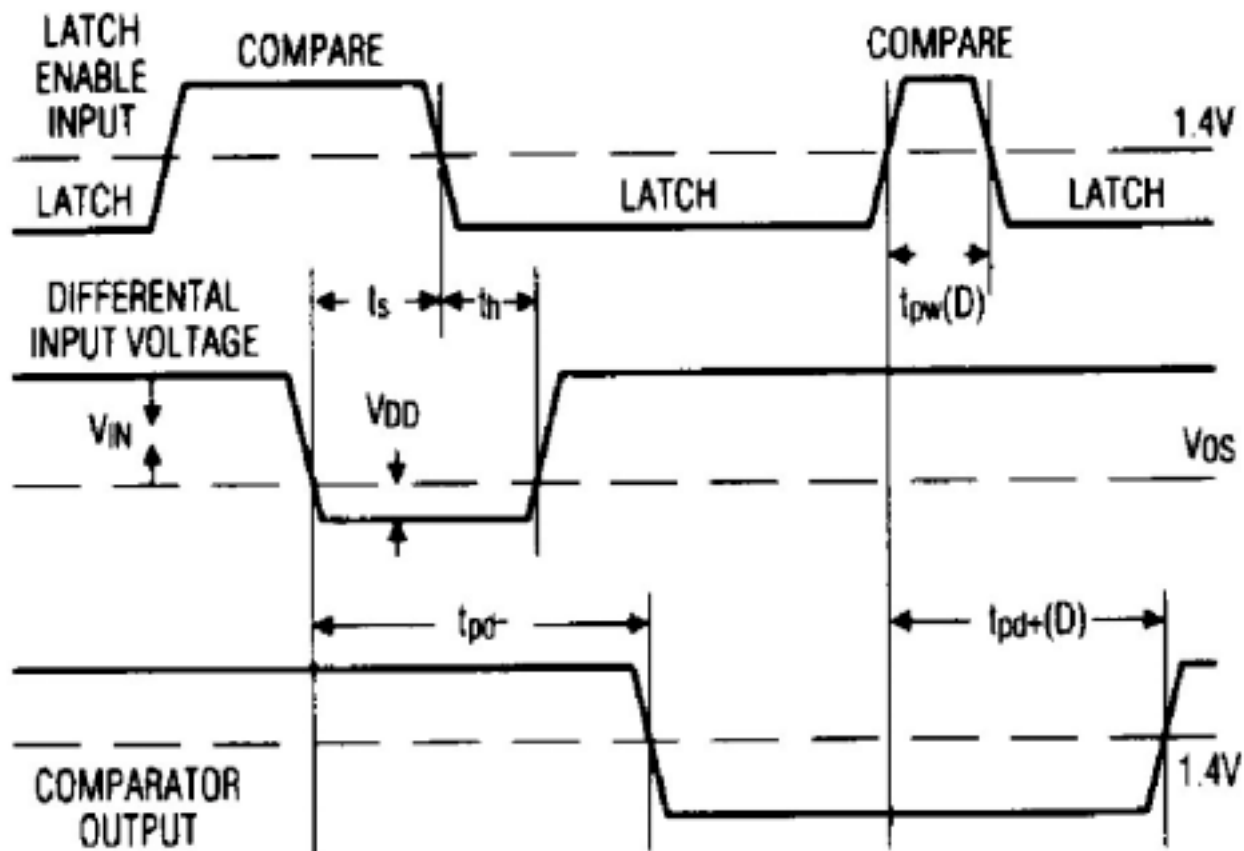 LATCH
ENABLE
INPUT
COMPARE
COMPARE
1.4V
LATCH
LATCH
LATCH
DIFFERENTAL
INPUT VOLTAGE
ts
th
tpw(D)
VIN
VDD
VOS
tpd-
tpd+(D)
1.4V
COMPARATOR
OUTPUT